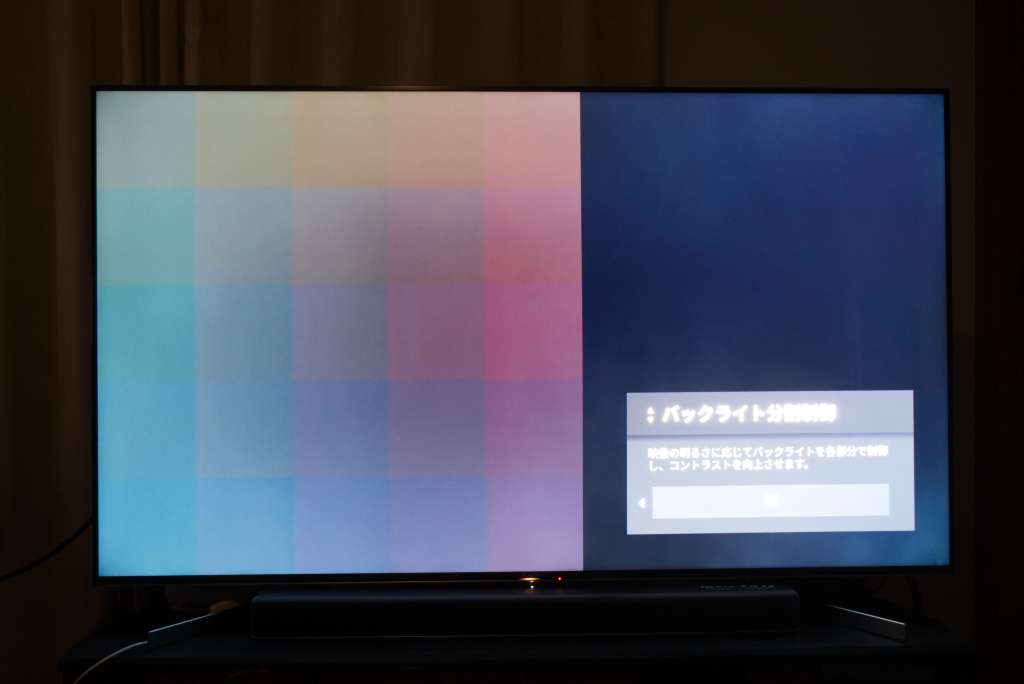 バックライト分割制御
映像の明るさに応じてバックライトを各部分で制御
し、コントラストを向上させます。